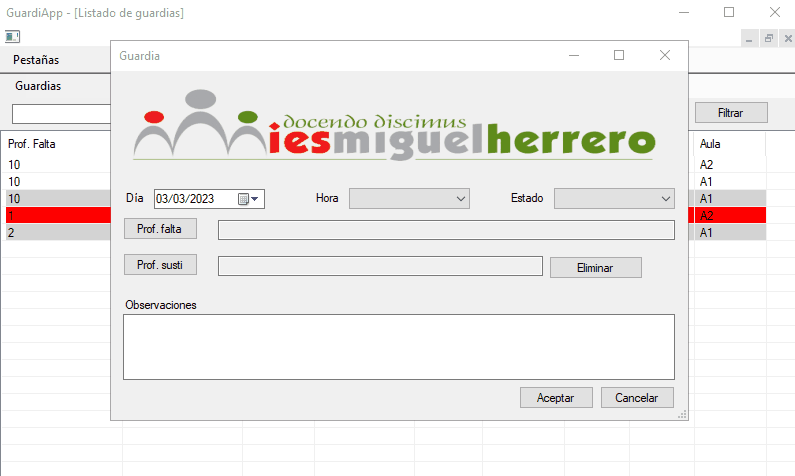 GuardiApp - [Listado de guardias]
Pestañas
Guardias
Filtrar
Prof. Falta
Aula
10
A2
10
A1
10
A1
1
A2
2
A1
Guardia
docendo discimus
iesmiguelherrero
Día 03/03/2023 Hora Estado
Prof. falta
Prof. susti Eliminar
Observaciones
Aceptar Cancelar